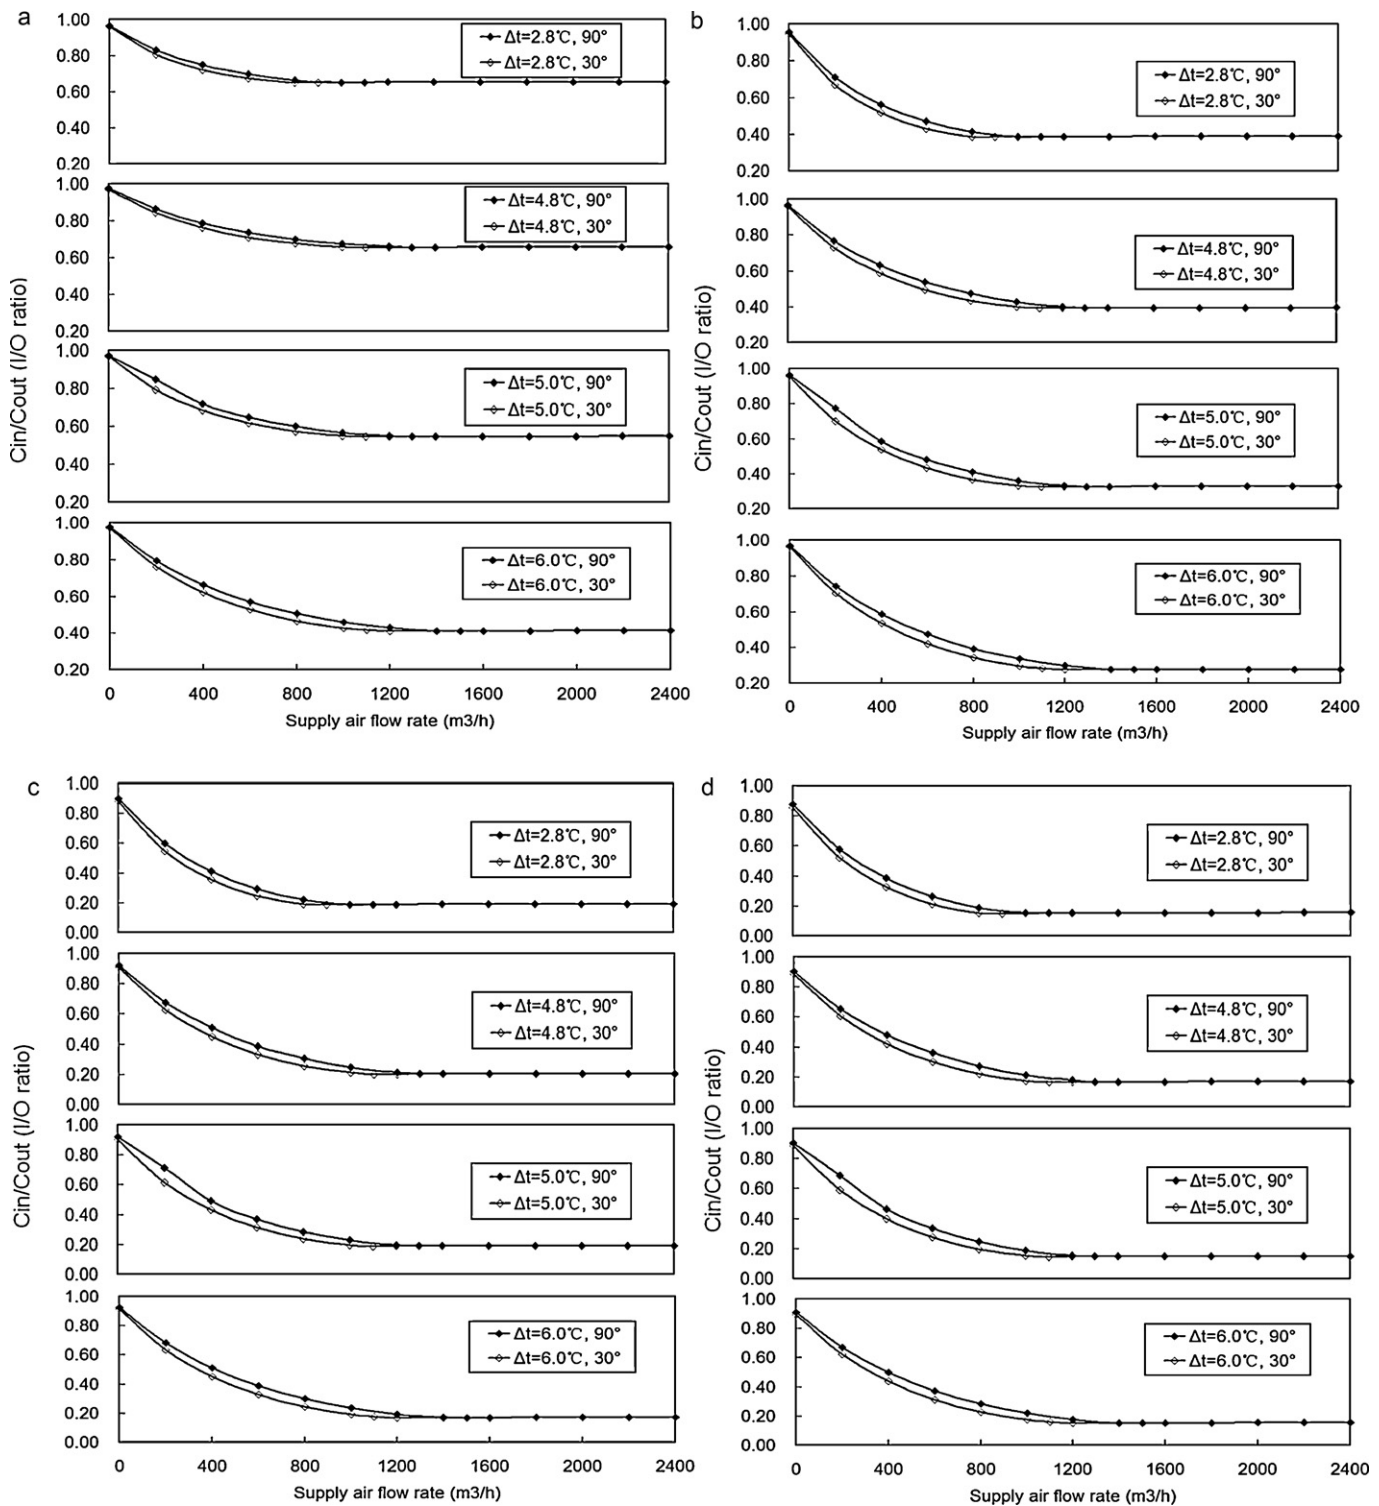 a
Cin/Cout (I/O ratio)
1.00
0.80
0.60
0.40
0.20
Δt=2.8℃, 90°
Δt=2.8℃, 30°
1.00
0.80
0.60
0.40
0.20
Δt=4.8℃, 90°
Δt=4.8℃, 30°
1.00
0.80
0.60
0.40
0.20
Δt=5.0℃, 90°
Δt=5.0℃, 30°
1.00
0.80
0.60
0.40
0.20
Δt=6.0℃, 90°
Δt=6.0℃, 30°
0 400 800 1200 1600 2000 2400
Supply air flow rate (m3/h)
b
Cin/Cout (I/O ratio)
1.00
0.80
0.60
0.40
0.20
Δt=2.8℃, 90°
Δt=2.8℃, 30°
1.00
0.80
0.60
0.40
0.20
Δt=4.8℃, 90°
Δt=4.8℃, 30°
1.00
0.80
0.60
0.40
0.20
Δt=5.0℃, 90°
Δt=5.0℃, 30°
1.00
0.80
0.60
0.40
0.20
Δt=6.0℃, 90°
Δt=6.0℃, 30°
0 400 800 1200 1600 2000 2400
Supply air flow rate (m3/h)
c
Cin/Cout (I/O ratio)
1.00
0.80
0.60
0.40
0.20
0.00
Δt=2.8℃, 90°
Δt=2.8℃, 30°
1.00
0.80
0.60
0.40
0.20
0.00
Δt=4.8℃, 90°
Δt=4.8℃, 30°
1.00
0.80
0.60
0.40
0.20
0.00
Δt=5.0℃, 90°
Δt=5.0℃, 30°
1.00
0.80
0.60
0.40
0.20
0.00
Δt=6.0℃, 90°
Δt=6.0℃, 30°
0 400 800 1200 1600 2000 2400
Supply air flow rate (m3/h)
d
Cin/Cout (I/O ratio)
1.00
0.80
0.60
0.40
0.20
0.00
Δt=2.8℃, 90°
Δt=2.8℃, 30°
1.00
0.80
0.60
0.40
0.20
0.00
Δt=4.8℃, 90°
Δt=4.8℃, 30°
1.00
0.80
0.60
0.40
0.20
0.00
Δt=5.0℃, 90°
Δt=5.0℃, 30°
1.00
0.80
0.60
0.40
0.20
0.00
Δt=6.0℃, 90°
Δt=6.0℃, 30°
0 400 800 1200 1600 2000 2400
Supply air flow rate (m3/h)